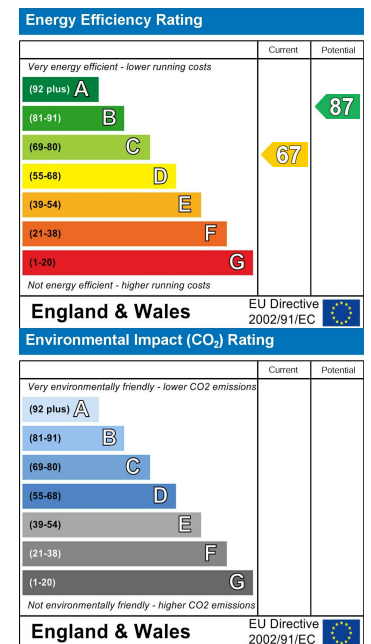 Energy Efficiency Rating
Current Potential
Very energy efficient - lower running costs
(92 plus) A
(81-91) B
(69-80) C
(55-68) D
(39-54) E
(21-38) F
(1-20) G
87
67
Not energy efficient - higher running costs
England & Wales
EU Directive
2002/91/EC
Environmental Impact (CO₂) Rating
Current Potential
Very environmentally friendly - lower CO2 emissions
(92 plus) A
(81-91) B
(69-80) C
(55-68) D
(39-54) E
(21-38) F
(1-20) G
Not environmentally friendly - higher CO2 emissions
England & Wales
EU Directive
2002/91/EC